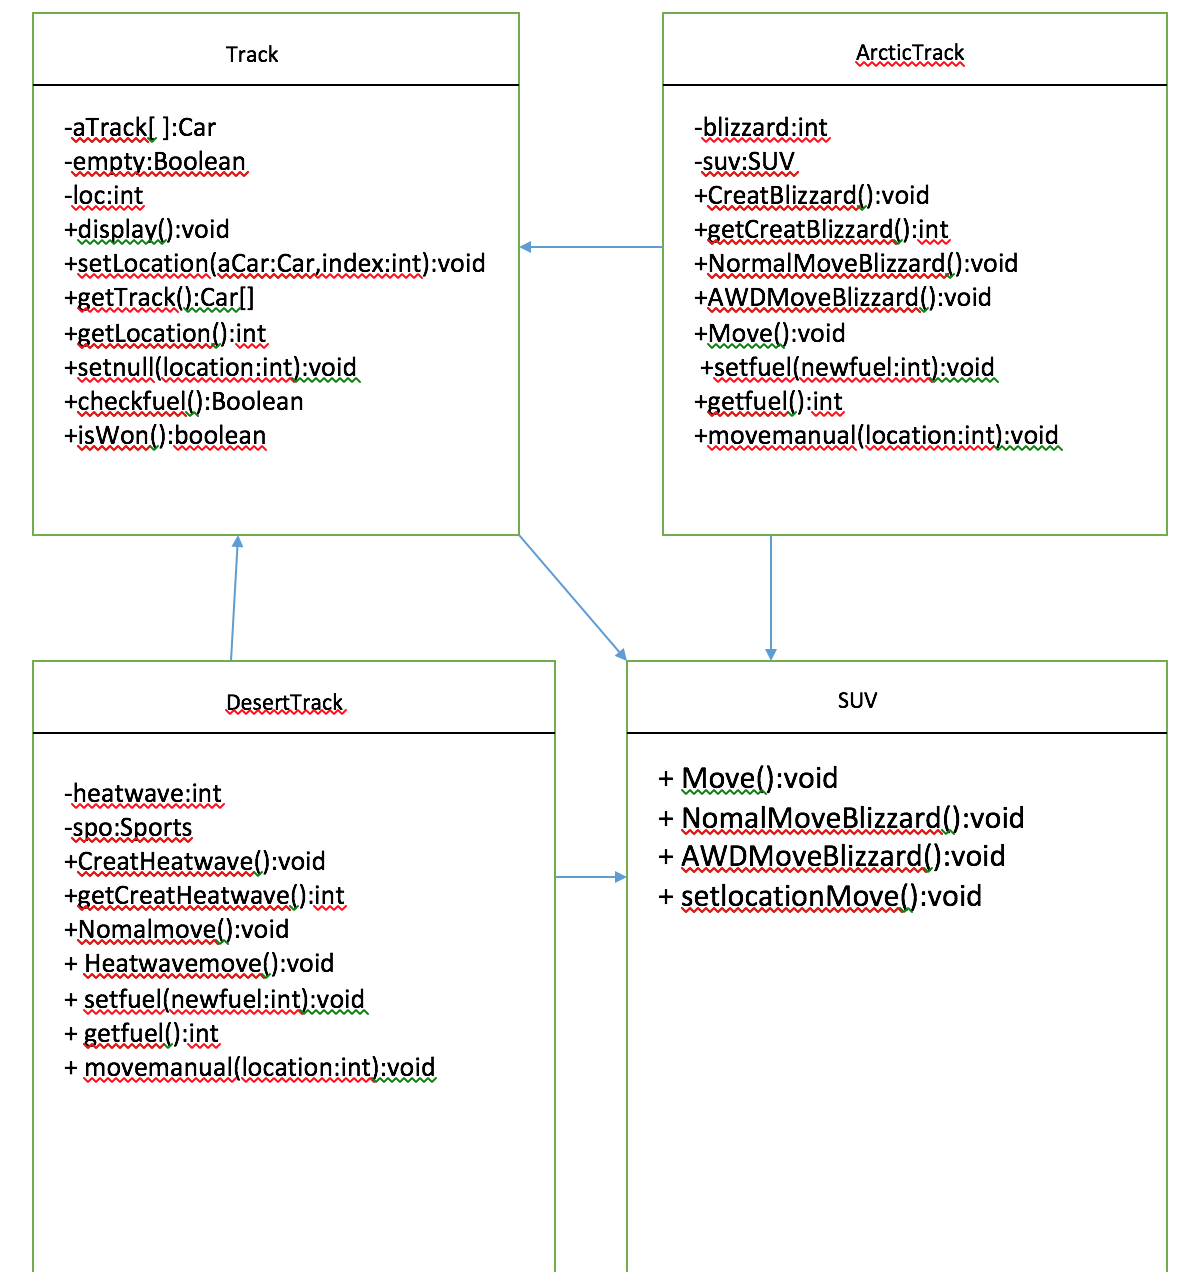 Track
-aTrack[ ]:Car
-empty:Boolean
-loc:int
+display():void
+setLocation(aCar:Car,index:int):void
+getTrack():Car[]
+getLocation():int
+setnull(location:int):void
+checkfuel():Boolean
+isWon():boolean
ArcticTrack
-blizzard:int
-suv:SUV
+CreatBlizzard():void
+getCreatBlizzard():int
+NormalMoveBlizzard():void
+AWDMoveBlizzard():void
+Move():void
+setfuel(newfuel:int):void
+getfuel():int
+movemanual(location:int):void
DesertTrack
-heatwave:int
-spo:Sports
+CreatHeatwave():void
+getCreatHeatwave():int
+Nomalmove():void
+ Heatwavemove():void
+ setfuel(newfuel:int):void
+ getfuel():int
+ movemanual(location:int):void
SUV
+ Move():void
+ NomalMoveBlizzard():void
+ AWDMoveBlizzard():void
+ setlocationMove():void